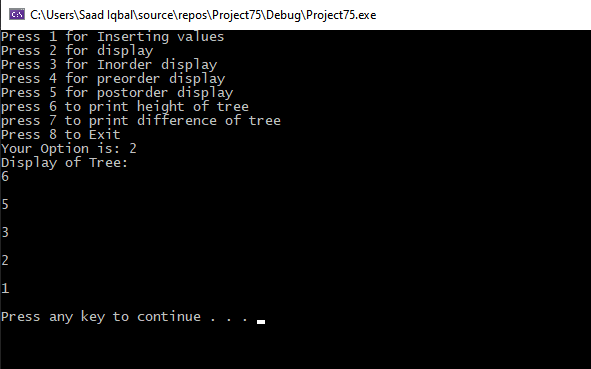 C:\Users\Saad Iqbal\source\repos\Project75\Debug\Project75.exe
Press 1 for Inserting values
Press 2 for display
Press 3 for Inorder display
Press 4 for preorder display
Press 5 for postorder display
press 6 to print height of tree
press 7 to print difference of tree
Press 8 to Exit
Your Option is: 2
Display of Tree:
6
5
3
2
1
Press any key to continue . . .